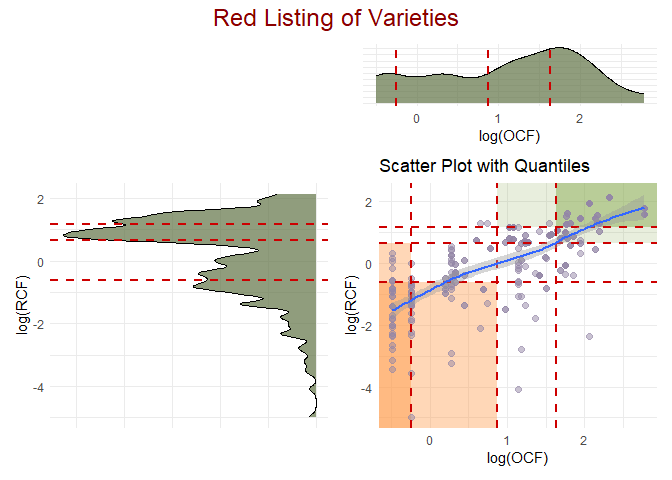 Red Listing of Varieties
0 1 2
log(OCF)
Scatter Plot with Quantiles
2
0
-2
-4
log(RCF)
2
0
-2
-4
log(RCF)
0 1 2
log(OCF)